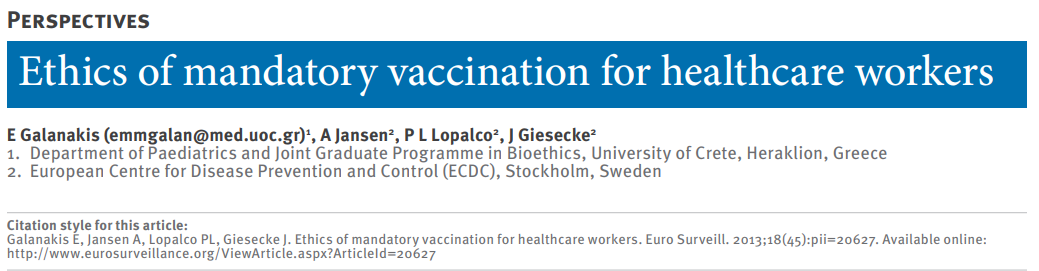 PERSPECTIVES
Ethics of mandatory vaccination for healthcare workers
E Galanakis (emmgalan@med.uoc.gr)¹, A Jansen², P L Lopalco², J Giesecke²
1. Department of Paediatrics and Joint Graduate Programme in Bioethics, University of Crete, Heraklion, Greece
2. European Centre for Disease Prevention and Control (ECDC), Stockholm, Sweden
Citation style for this article:
Galanakis E, Jansen A, Lopalco PL, Giesecke J. Ethics of mandatory vaccination for healthcare workers. Euro Surveill. 2013;18(45):pii=20627. Available online:
http://www.eurosurveillance.org/ViewArticle.aspx?ArticleId=20627